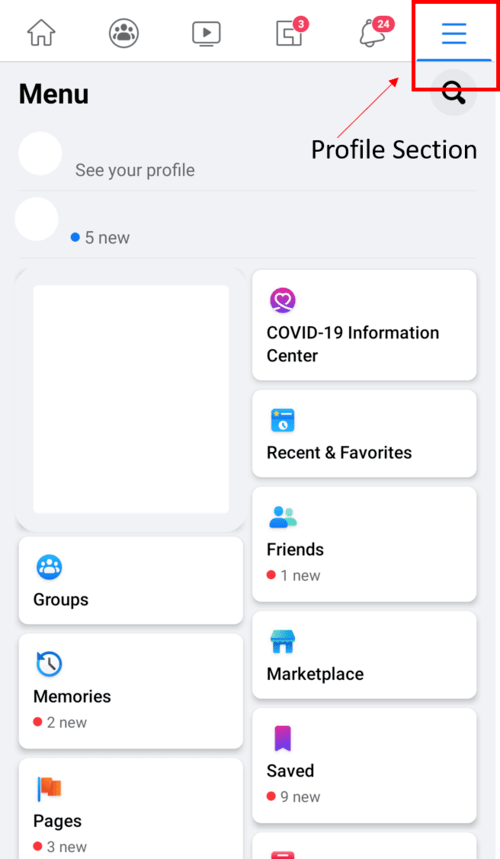 3
24
Menu
Profile Section
See your profile
5 new
COVID-19 Information
Center
Recent & Favorites
Friends
1 new
Groups
Marketplace
Memories
2 new
Saved
9 new
Pages
3 new